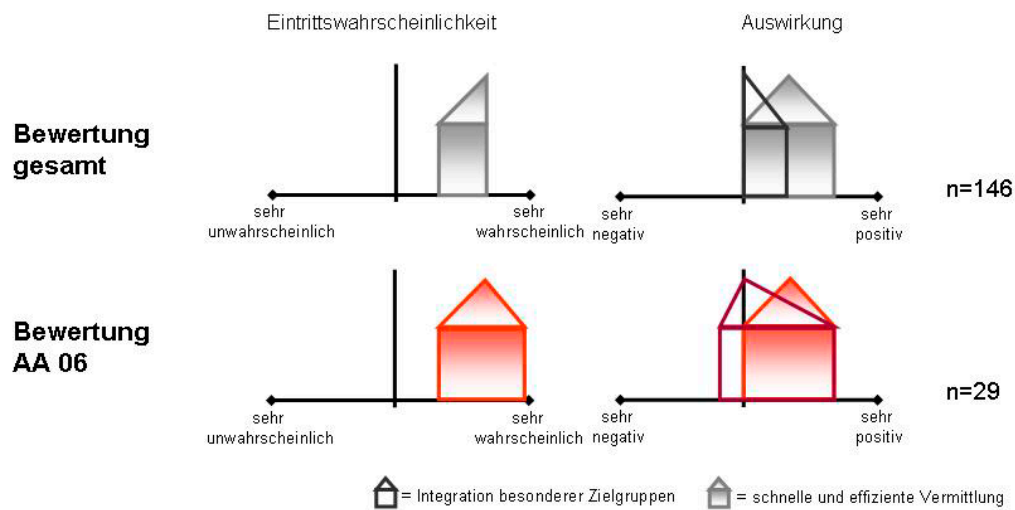 Eintrittswahrscheinlichkeit
Auswirkung
Bewertung
gesamt
sehr
unwahrscheinlich
sehr
wahrscheinlich
sehr
negativ
sehr
positiv
n=146
Bewertung
AA 06
sehr
unwahrscheinlich
sehr
wahrscheinlich
sehr
negativ
sehr
positiv
n=29
= Integration besonderer Zielgruppen
= schnelle und effiziente Vermittlung